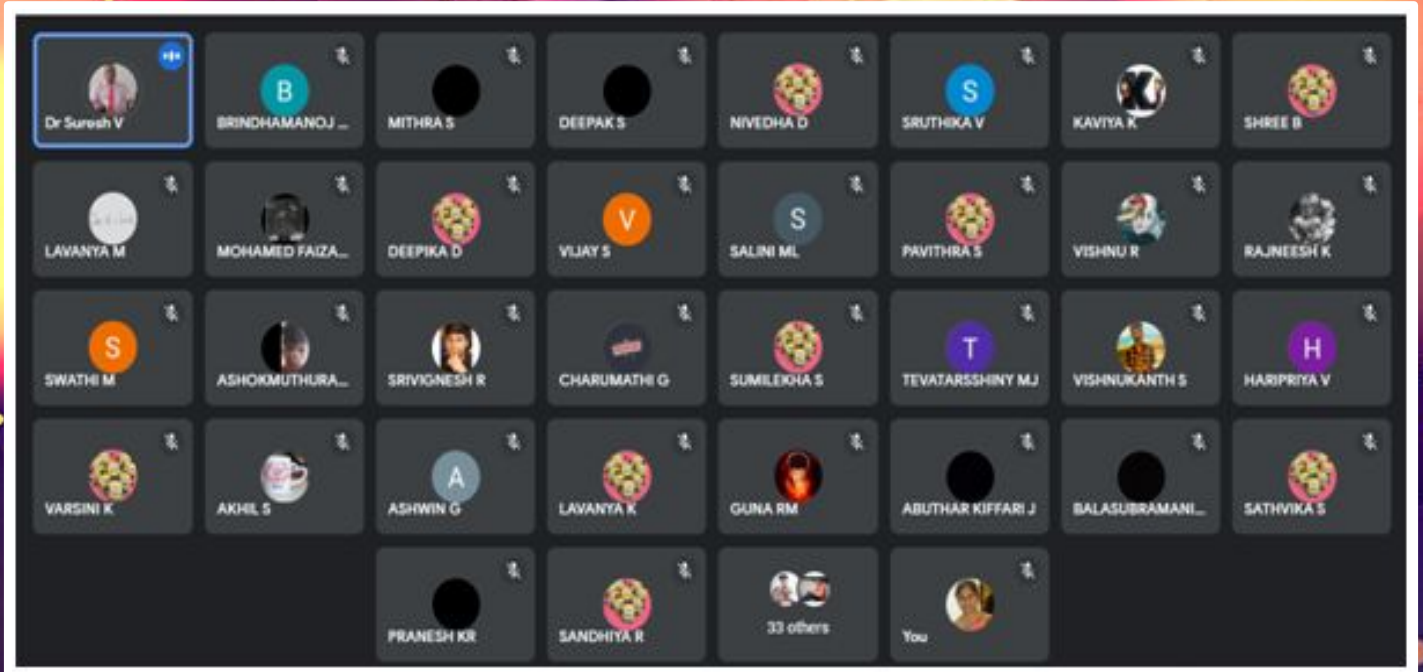 Dr Suresh V
B
BRINDHAMANOJ ...
MITHRA S
DEEPAK S
NIVEDHA D
S
SRUTHIKA V
K
KAVIYA K
SHREE B
LAVANYA M
MOHAMED FAIZA...
DEEPIKA D
V
VIJAY S
S
SALINI ML
PAVITHRA S
VISHNU R
RAJNEESH K
S
SWATHI M
ASHOKMUTHURA...
SRIVIGNESH R
CHARUMATHI G
SUMILEKHA S
T
TEVATARSSHINY MJ
VISHNUKANTH S
H
HARIPRIYA V
VARSINI K
AKHIL S
A
ASHWIN G
LAVANYA K
GUNA RM
ABUTHAR KIFFARI J
BALASUBRAMANI...
SATHVIKA S
PRANESH KR
SANDHIYA R
33 others
You